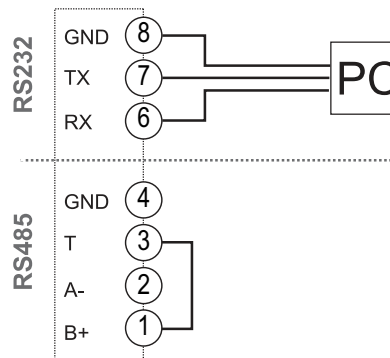 RS232
GND 8
TX 7
RX 6
PC
RS485
GND 4
T 3
A- 2
B+ 1